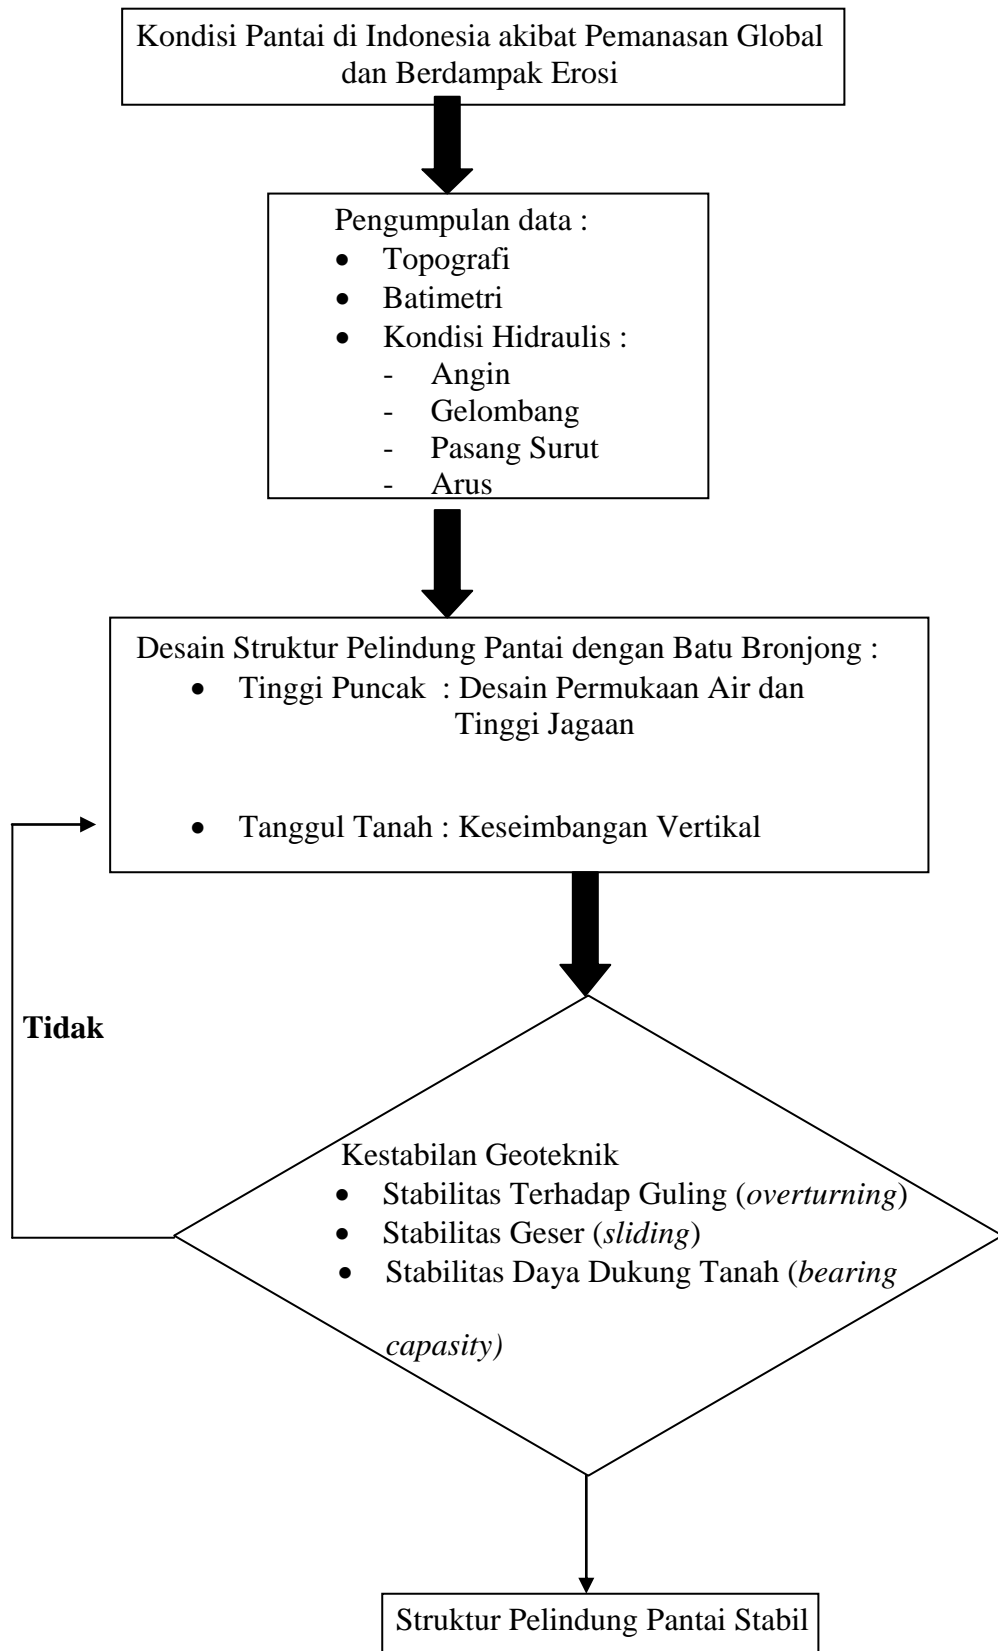 Kondisi Pantai di Indonesia akibat Pemanasan Global
dan Berdampak Erosi
Pengumpulan data :
• Topografi
• Batimetri
• Kondisi Hidraulis :
- Angin
- Gelombang
- Pasang Surut
- Arus
Desain Struktur Pelindung Pantai dengan Batu Bronjong :
• Tinggi Puncak : Desain Permukaan Air dan
Tinggi Jagaan
• Tanggul Tanah : Keseimbangan Vertikal
Tidak
Kestabilan Geoteknik
• Stabilitas Terhadap Guling (overturning)
• Stabilitas Geser (sliding)
• Stabilitas Daya Dukung Tanah (bearing
capasity)
Struktur Pelindung Pantai Stabil